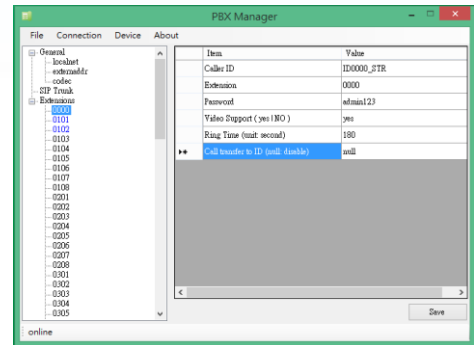 PBX Manager
File Connection Device About
General
localnet
externaddr
codec
SIP Trunk
Extensions
0000
0101
0102
0103
0104
0105
0106
0107
0108
0201
0202
0203
0204
0205
0206
0207
0208
0301
0302
0303
0304
0305
Item Value
Caller ID ID0000_STR
Extension 0000
Password admin123
Video Support ( yes | NO ) yes
Ring Time (unit: second) 180
Call transfer to ID (null: disable) null
Save
online